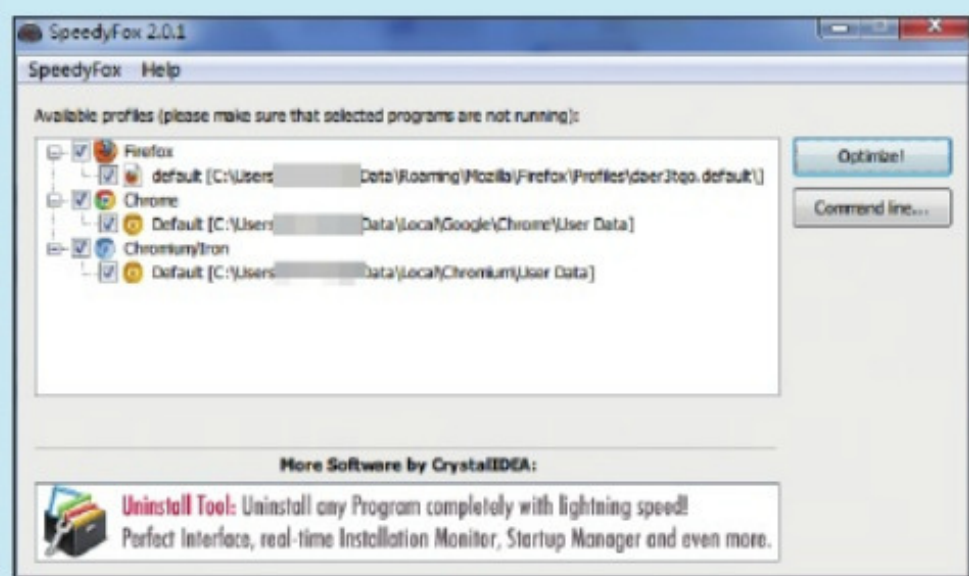 SpeedyFox 2.0.1
SpeedyFox Help
Available profiles (please make sure that selected programs are not running):
Firefox
default [C:\Users Data\Roaming\Mozilla\Firefox\Profiles\daer3tqo.default\]
Chrome
Default [C:\Users Data\Local\Google\Chrome\User Data]
Chromium/Iron
Default [C:\Users Data\Local\Chromium\User Data]
Optimize!
Command line...
More Software by CrystalIDEA:
Uninstall Tool: Uninstall any Program completely with lightning speed!
Perfect Interface, real-time Installation Monitor, Startup Manager and even more.